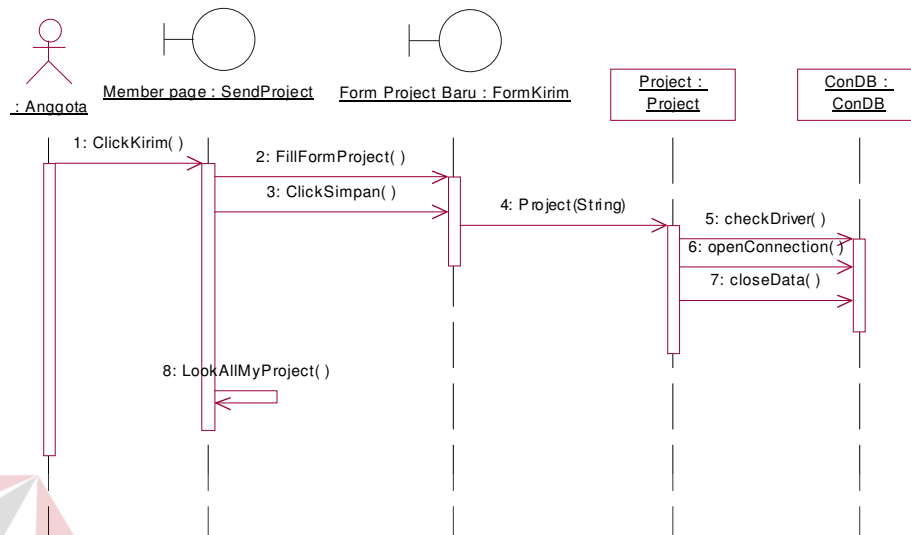 : Anggota
Member page : SendProject
Form Project Baru : FormKirim
Project :
Project
ConDB :
ConDB
1: ClickKirim( )
2: FillFormProject( )
3: ClickSimpan( )
4: Project(String)
5: checkDriver( )
6: openConnection( )
7: closeData( )
8: LookAllMyProject( )